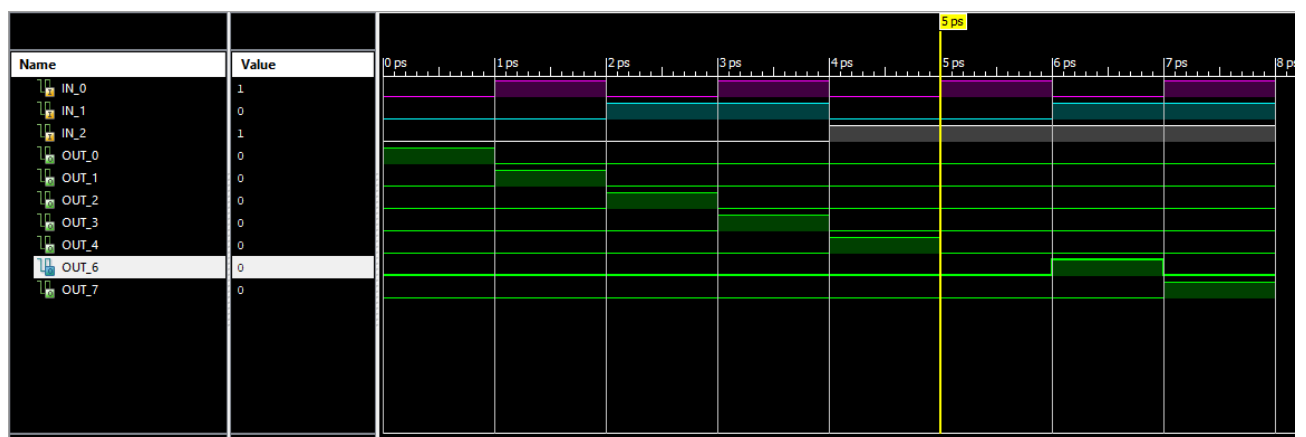 5 ps
Name Value 0 ps 1 ps 2 ps 3 ps 4 ps 5 ps 6 ps 7 ps 8 ps
IN_0 1
IN_1 0
IN_2 1
OUT_0 0
OUT_1 0
OUT_2 0
OUT_3 0
OUT_4 0
OUT_6 0
OUT_7 0